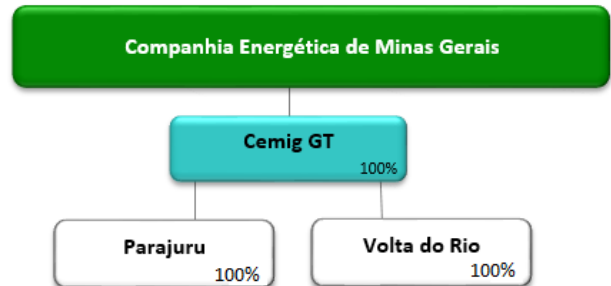 Companhia Energética de Minas Gerais
Cemig GT
100%
Parajuru
100%
Volta do Rio
100%